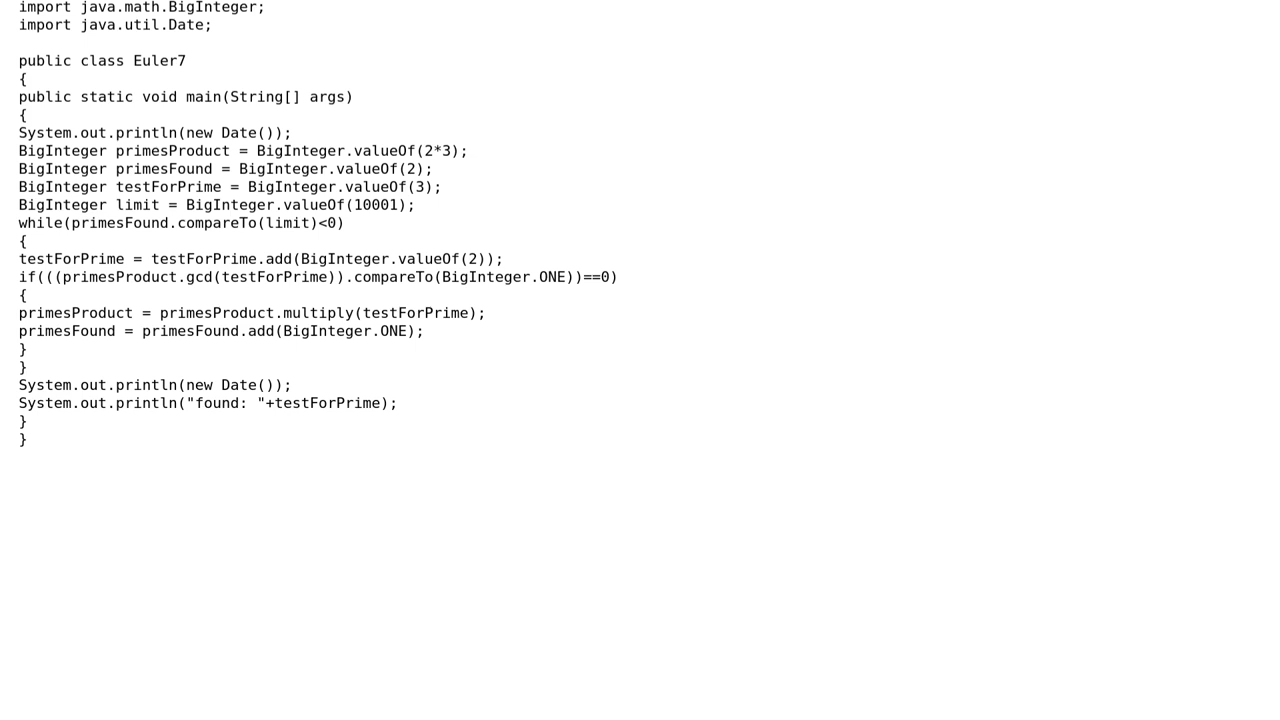 import java.math.BigInteger;
import java.util.Date;

public class Euler7
{
public static void main(String[] args)
{
System.out.println(new Date());
BigInteger primesProduct = BigInteger.valueOf(2*3);
BigInteger primesFound = BigInteger.valueOf(2);
BigInteger testForPrime = BigInteger.valueOf(3);
BigInteger limit = BigInteger.valueOf(10001);
while(primesFound.compareTo(limit)<0)
{
testForPrime = testForPrime.add(BigInteger.valueOf(2));
if(((primesProduct.gcd(testForPrime)).compareTo(BigInteger.ONE))==0)
{
primesProduct = primesProduct.multiply(testForPrime);
primesFound = primesFound.add(BigInteger.ONE);
}
}
System.out.println(new Date());
System.out.println("found: "+testForPrime);
}
}